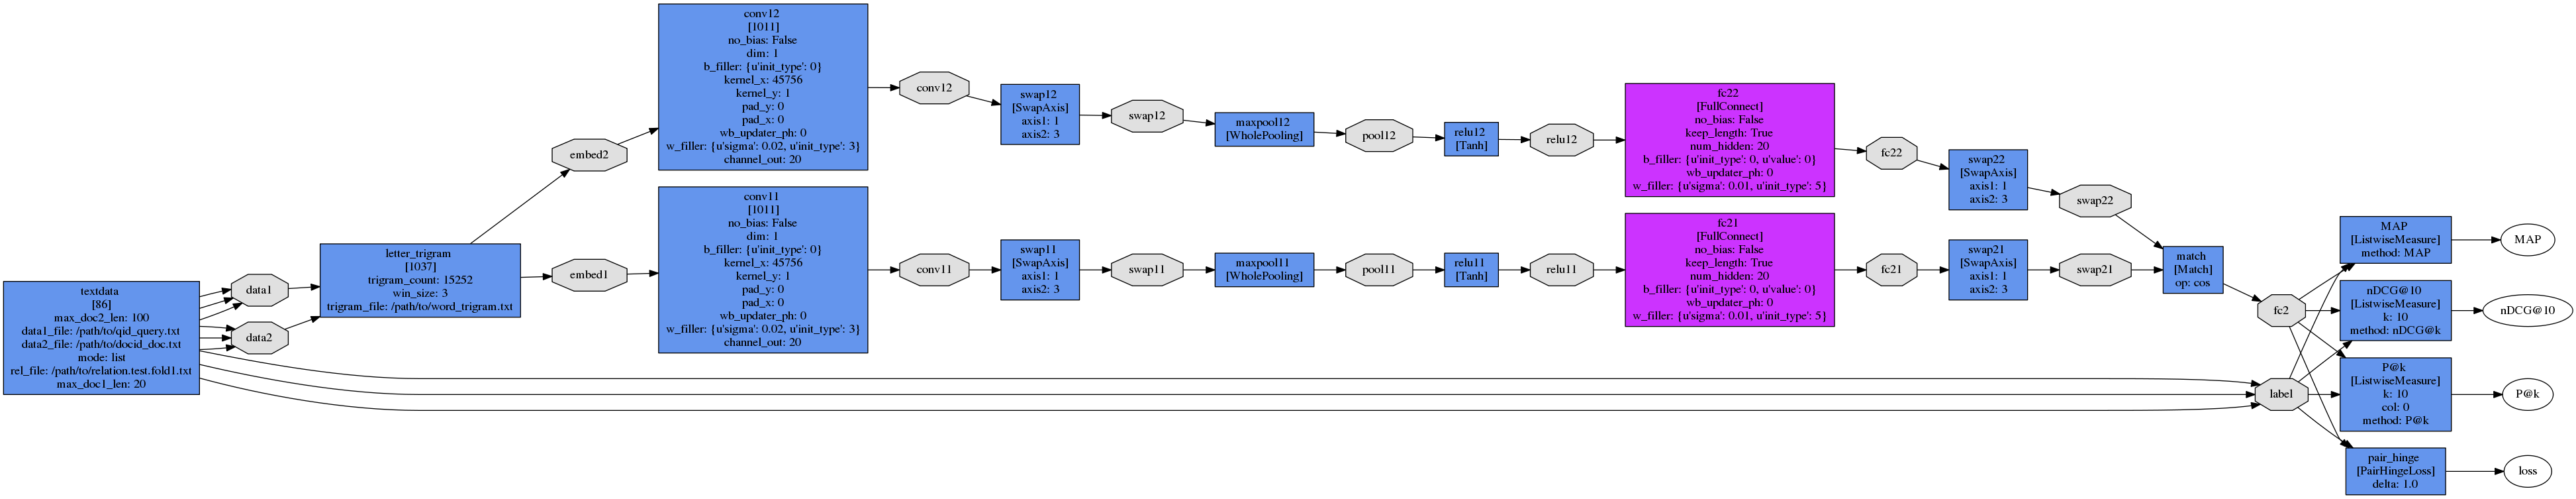 textdata
[86]
max_doc2_len: 100
data1_file: /path/to/qid_query.txt
data2_file: /path/to/docid_doc.txt
mode: list
rel_file: /path/to/relation.test.fold1.txt
max_doc1_len: 20
data1
data2
letter_trigram
[1037]
trigram_count: 15252
win_size: 3
trigram_file: /path/to/word_trigram.txt
embed2
embed1
conv12
[1011]
no_bias: False
dim: 1
b_filler: {u'init_type': 0}
kernel_x: 45756
kernel_y: 1
pad_y: 0
pad_x: 0
wb_updater_ph: 0
w_filler: {u'sigma': 0.02, u'init_type': 3}
channel_out: 20
conv11
[1011]
no_bias: False
dim: 1
b_filler: {u'init_type': 0}
kernel_x: 45756
kernel_y: 1
pad_y: 0
pad_x: 0
wb_updater_ph: 0
w_filler: {u'sigma': 0.02, u'init_type': 3}
channel_out: 20
conv12
conv11
swap12
[SwapAxis]
axis1: 1
axis2: 3
swap11
[SwapAxis]
axis1: 1
axis2: 3
swap12
swap11
maxpool12
[WholePooling]
maxpool11
[WholePooling]
pool12
pool11
relu12
[Tanh]
relu11
[Tanh]
relu12
relu11
fc22
[FullConnect]
no_bias: False
keep_length: True
num_hidden: 20
b_filler: {u'init_type': 0, u'value': 0}
wb_updater_ph: 0
w_filler: {u'sigma': 0.01, u'init_type': 5}
fc21
[FullConnect]
no_bias: False
keep_length: True
num_hidden: 20
b_filler: {u'init_type': 0, u'value': 0}
wb_updater_ph: 0
w_filler: {u'sigma': 0.01, u'init_type': 5}
fc22
fc21
swap22
[SwapAxis]
axis1: 1
axis2: 3
swap21
[SwapAxis]
axis1: 1
axis2: 3
swap22
swap21
match
[Match]
op: cos
fc2
label
MAP
[ListwiseMeasure]
method: MAP
nDCG@10
[ListwiseMeasure]
k: 10
method: nDCG@k
P@k
[ListwiseMeasure]
k: 10
col: 0
method: P@k
pair_hinge
[PairHingeLoss]
delta: 1.0
MAP
nDCG@10
P@k
loss